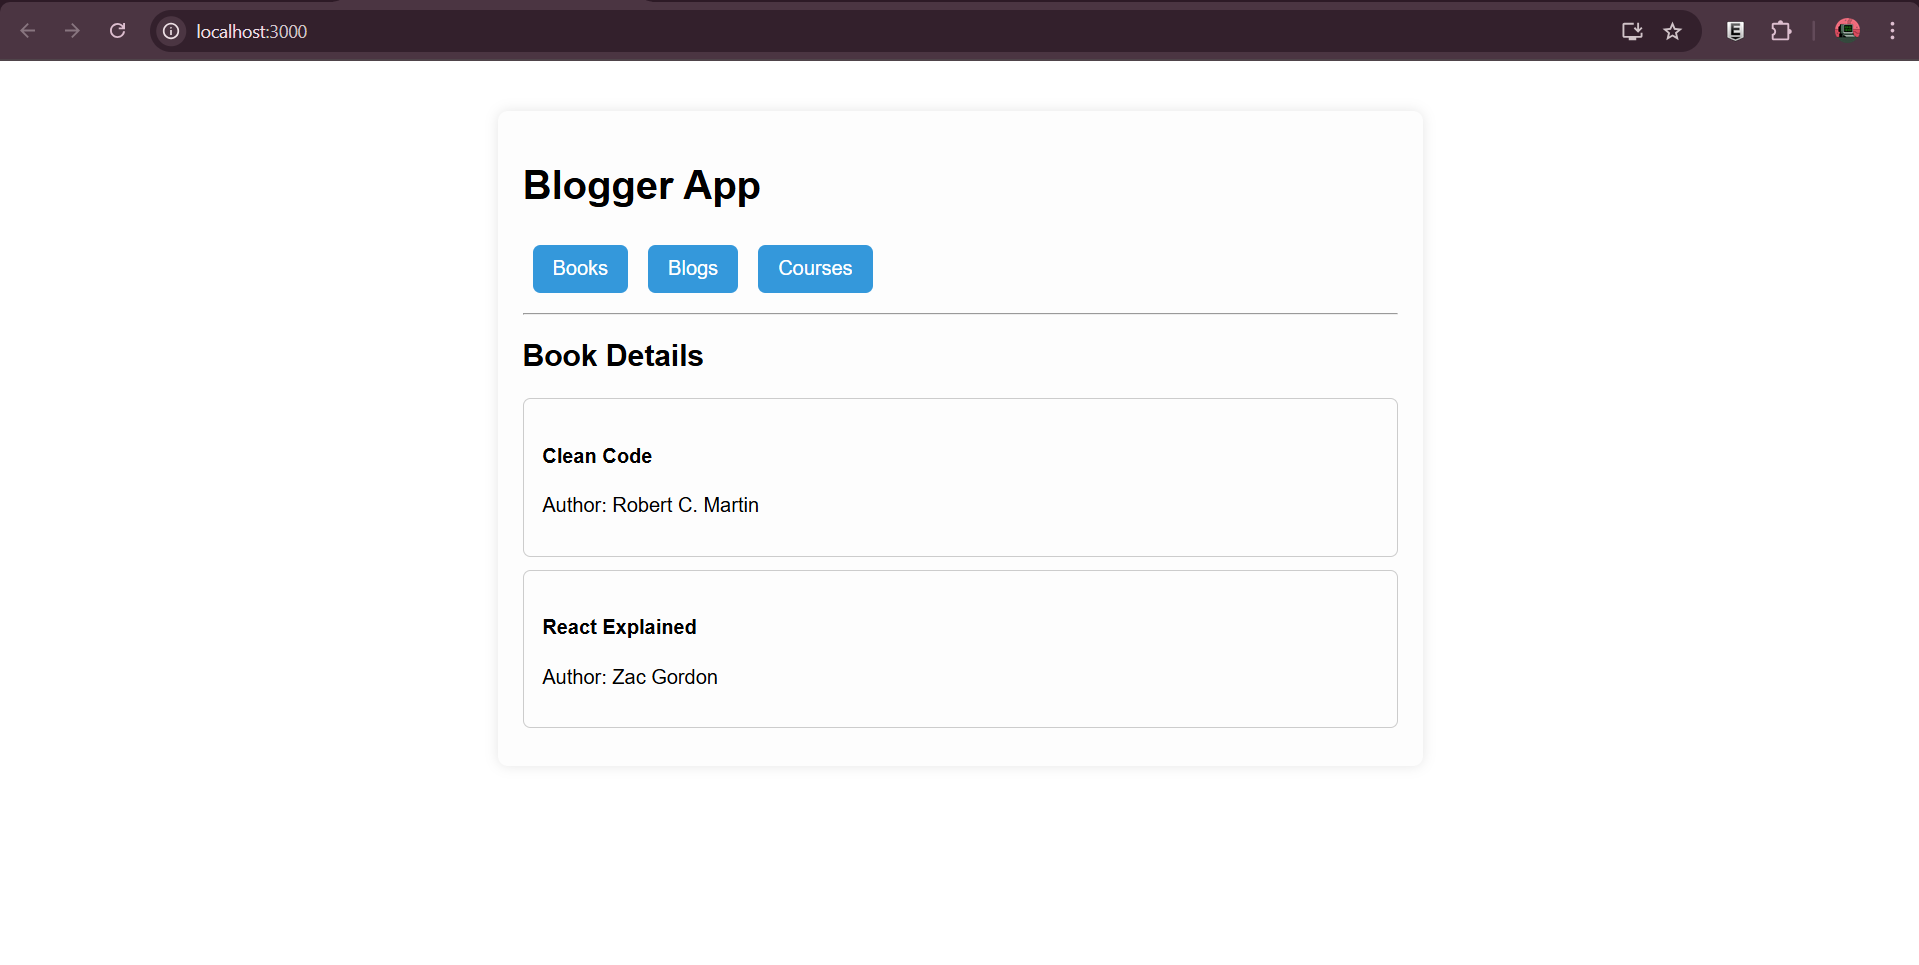 localhost:3000
E
Blogger App
Books Blogs Courses
Book Details
Clean Code
Author: Robert C. Martin
React Explained
Author: Zac Gordon